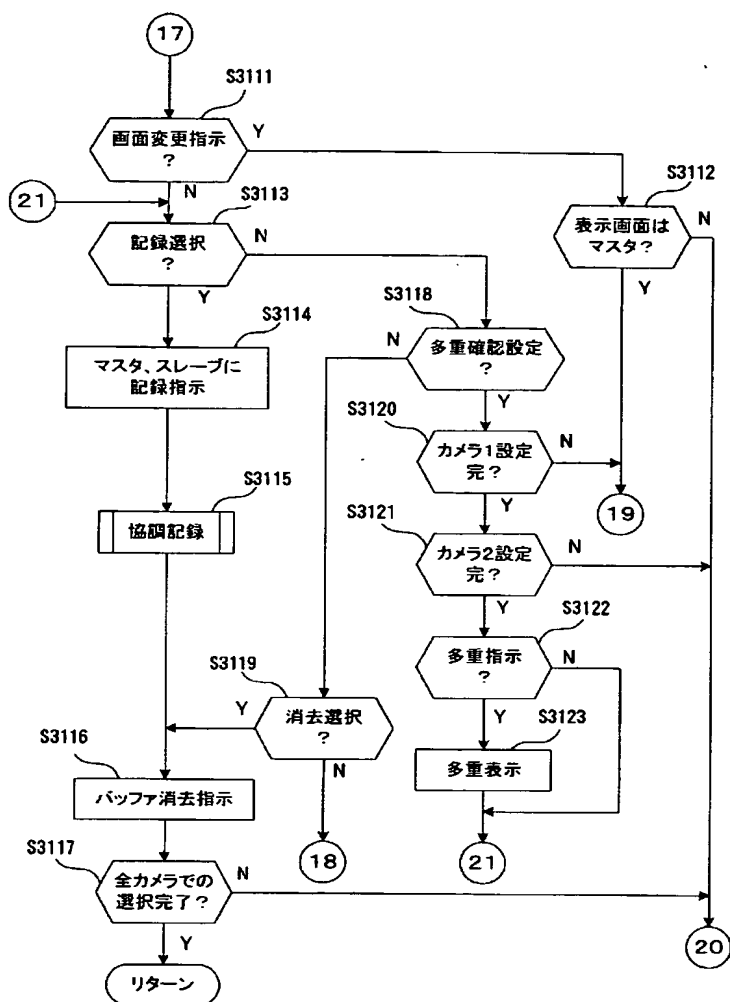 17
S3111
画面変更指示
?
Y
N
21
S3113
記録選択
?
N
Y
S3112
表示画面は
マスタ?
N
Y
S3114
マスタ、スレーブに
記録指示
S3118
多重確認設定
?
N
Y
S3120
カメラ1設定
完?
N
Y
19
S3115
協調記録
S3121
カメラ2設定
完?
N
Y
S3122
多重指示
?
N
Y
S3119
消去選択
?
Y
N
S3123
多重表示
S3116
バッファ消去指示
18
21
S3117
全カメラでの
選択完了?
N
Y
20
リターン